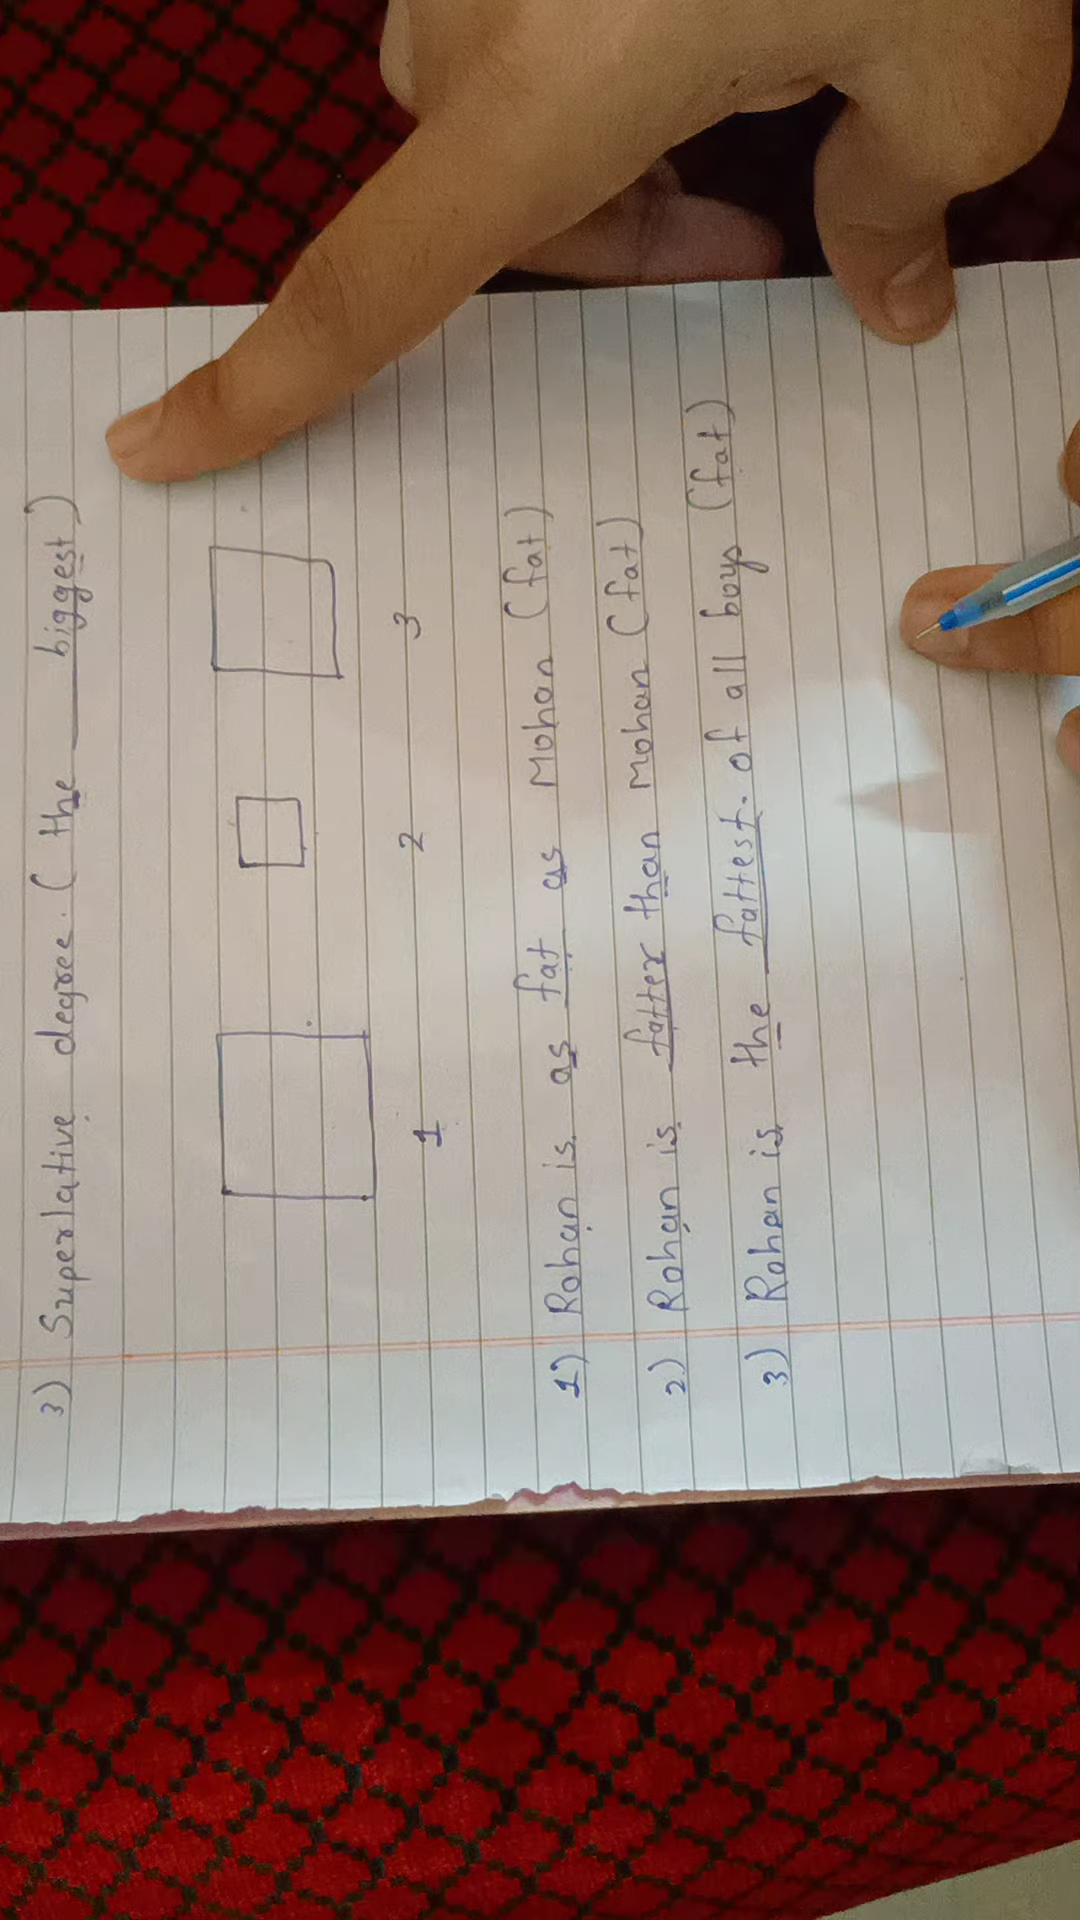 3) Superlative degree. ( the ___ biggest)
1 2 3
1) Rohan is as fat as Mohan (fat)
2) Rohan is fatter than Mohan (fat)
3) Rohan is the fattest. of all boys (fat)